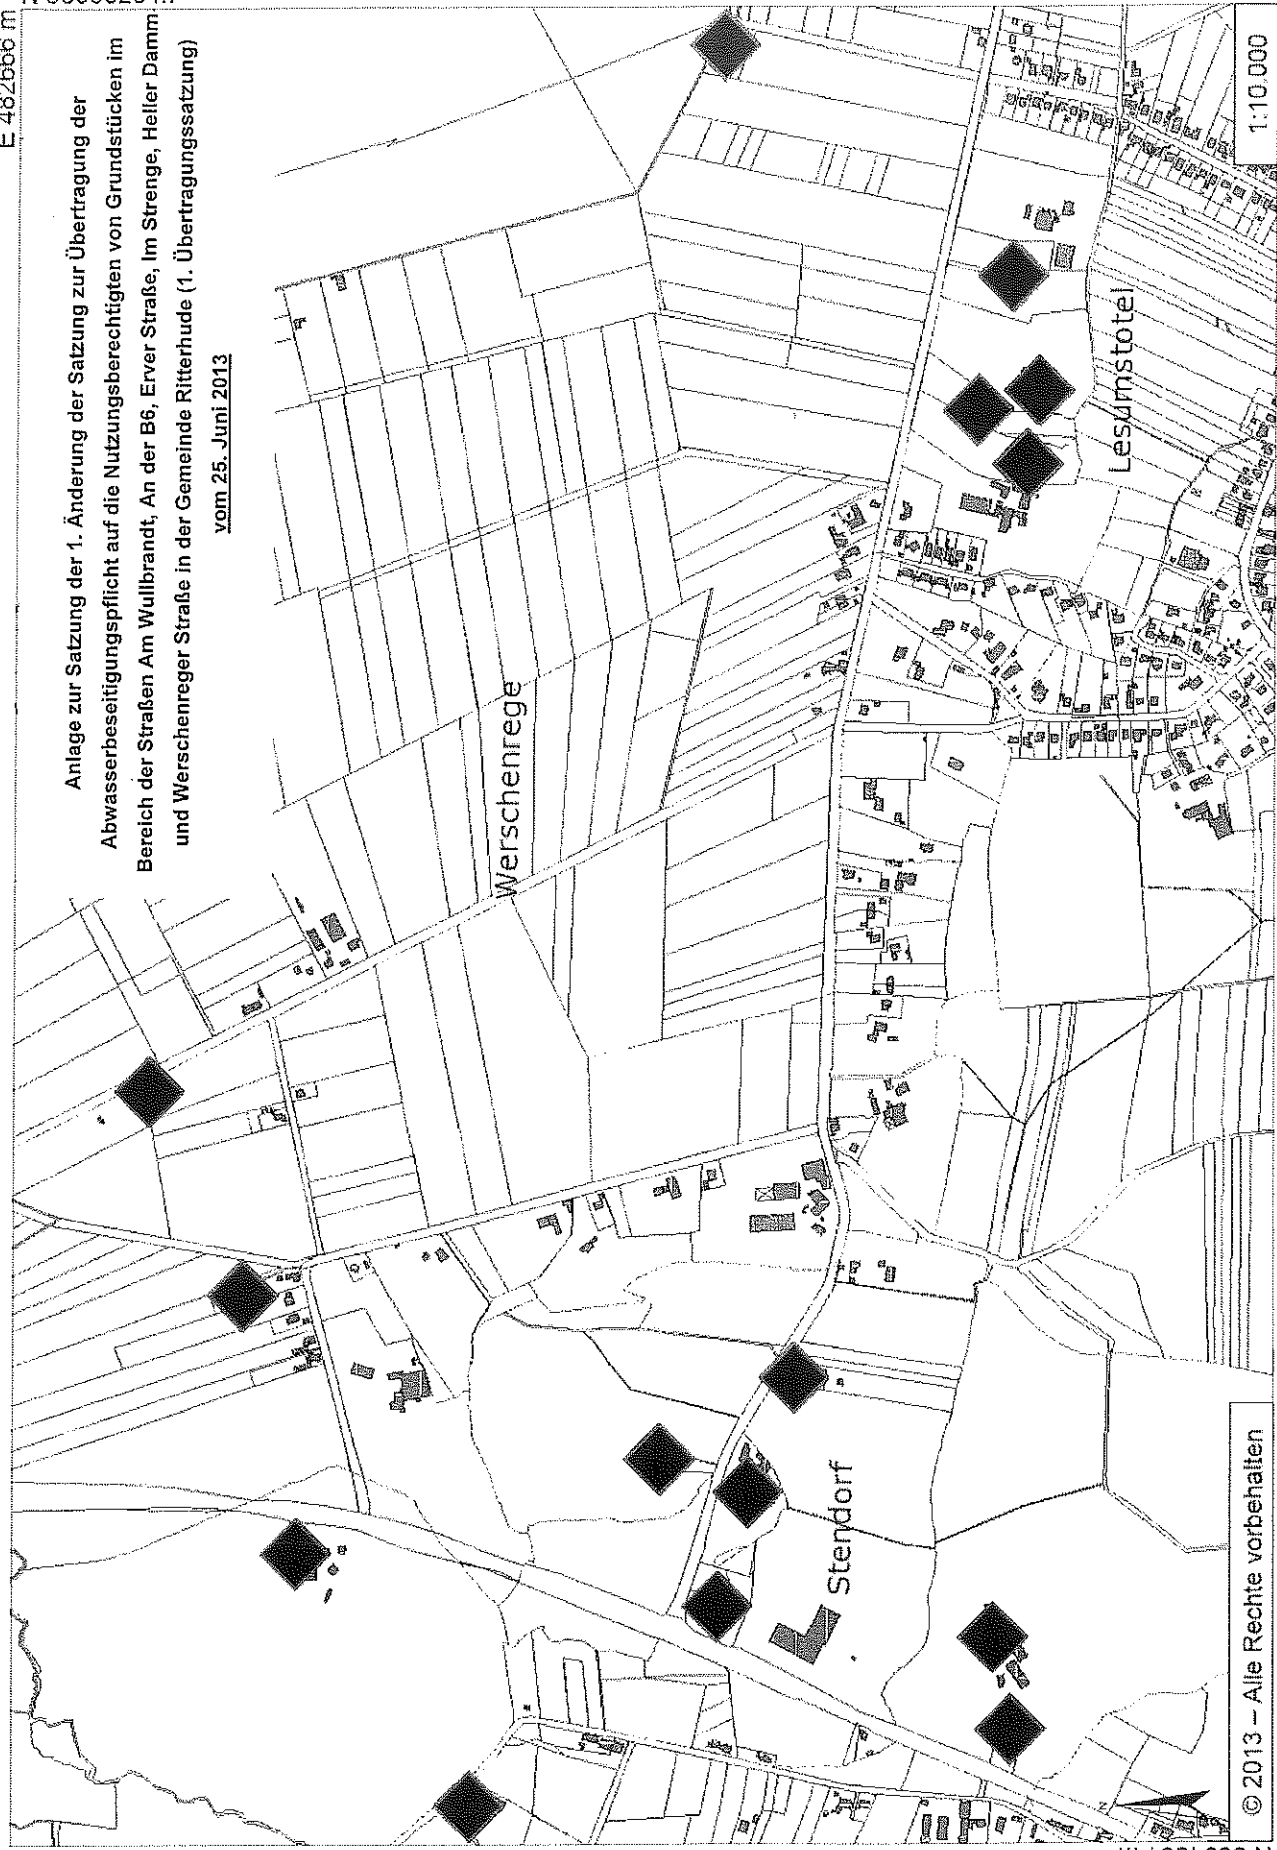 E 482666 m
Anlage zur Satzung der 1. Änderung der Satzung zur Übertragung der
Abwasserbeseitigungspflicht auf die Nutzungsberechtigten von Grundstücken im
Bereich der Straßen Am Wullbrandt, An der B6, Erver Straße, Im Strenge, Heller Damm
und Werschenreger Straße in der Gemeinde Ritterhude (1. Übertragungssatzung)
vom 25. Juni 2013
Werschenrege
Lesumstotel
Stendorf
N
© 2013 – Alle Rechte vorbehalten
1:10.000